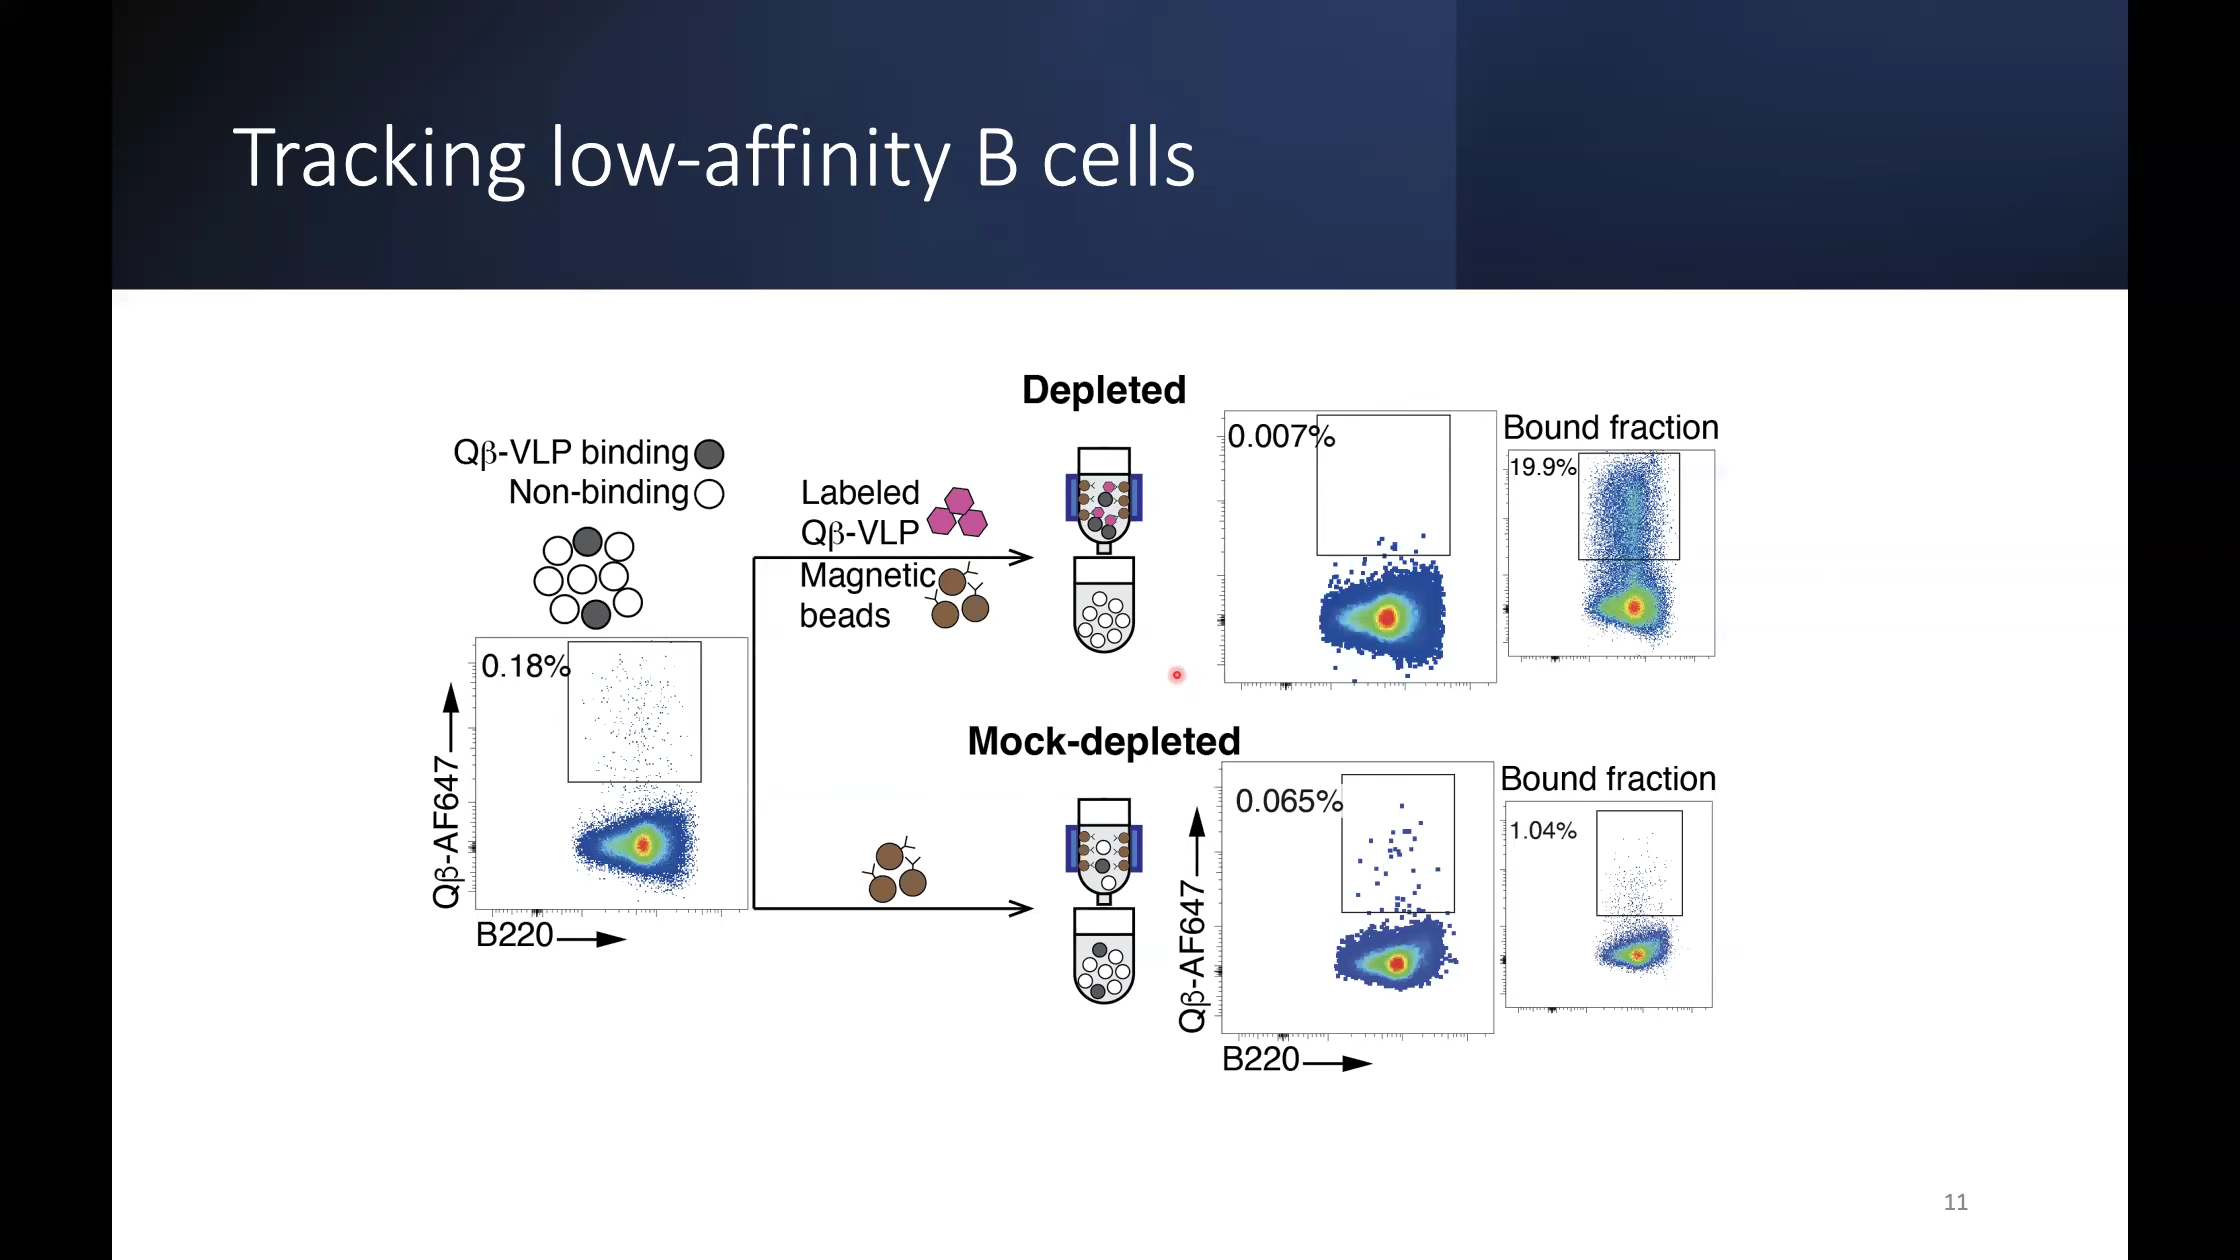 Tracking low-affinity B cells
Qβ-VLP binding
Non-binding
0.18%
Qβ-AF647
B220
Labeled
Qβ-VLP
Magnetic
beads
Depleted
0.007%
Bound fraction
19.9%
Mock-depleted
0.065%
Qβ-AF647
B220
Bound fraction
1.04%
11